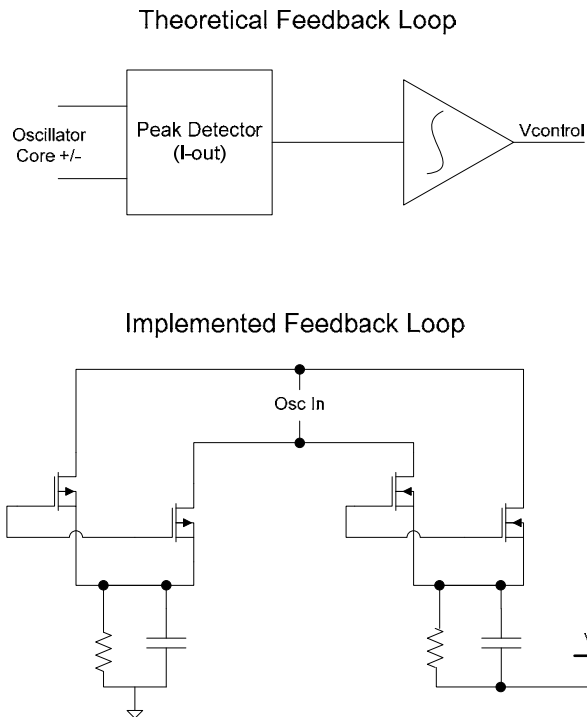 Theoretical Feedback Loop
Oscillator
Core +/-
Peak Detector
(I-out)
Vcontrol
Implemented Feedback Loop
Osc In